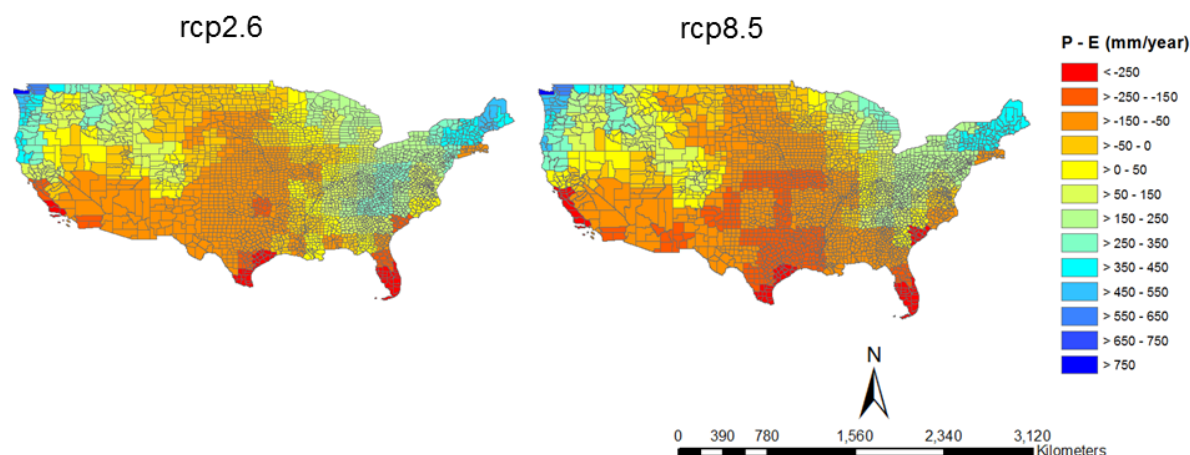 rcp2.6
rcp8.5
P - E (mm/year)
< -250
> -250 - -150
> -150 - -50
> -50 - 0
> 0 - 50
> 50 - 150
> 150 - 250
> 250 - 350
> 350 - 450
> 450 - 550
> 550 - 650
> 650 - 750
> 750
N
0 390 780 1,560 2,340 3,120
Kilometers